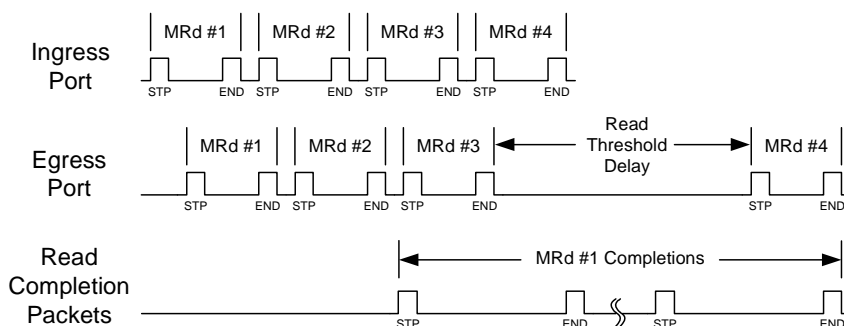 MRd #1 MRd #2 MRd #3 MRd #4
Ingress
Port
STP END STP END STP END STP END
Read
Threshold
Delay
MRd #1 MRd #2 MRd #3 MRd #4
Egress
Port
STP END STP END STP END STP END
Read
Completion
Packets
MRd #1 Completions
STP END STP END